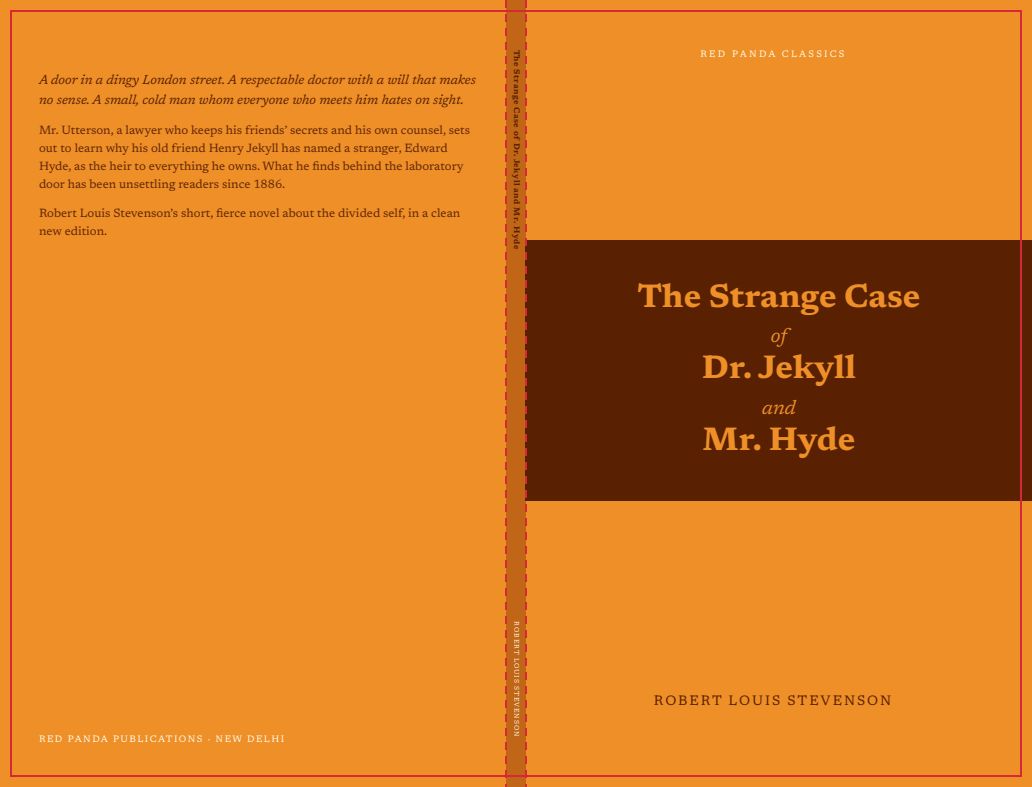 A door in a dingy London street. A respectable doctor with a will that makes
no sense. A small, cold man whom everyone who meets him hates on sight.
Mr. Utterson, a lawyer who keeps his friends’ secrets and his own counsel, sets
out to learn why his old friend Henry Jekyll has named a stranger, Edward
Hyde, as the heir to everything he owns. What he finds behind the laboratory
door has been unsettling readers since 1886.
Robert Louis Stevenson’s short, fierce novel about the divided self, in a clean
new edition.
RED PANDA PUBLICATIONS · NEW DELHI
The Strange Case of Dr. Jekyll and Mr. Hyde
ROBERT LOUIS STEVENSON
RED PANDA CLASSICS
The Strange Case
of
Dr. Jekyll
and
Mr. Hyde
ROBERT LOUIS STEVENSON